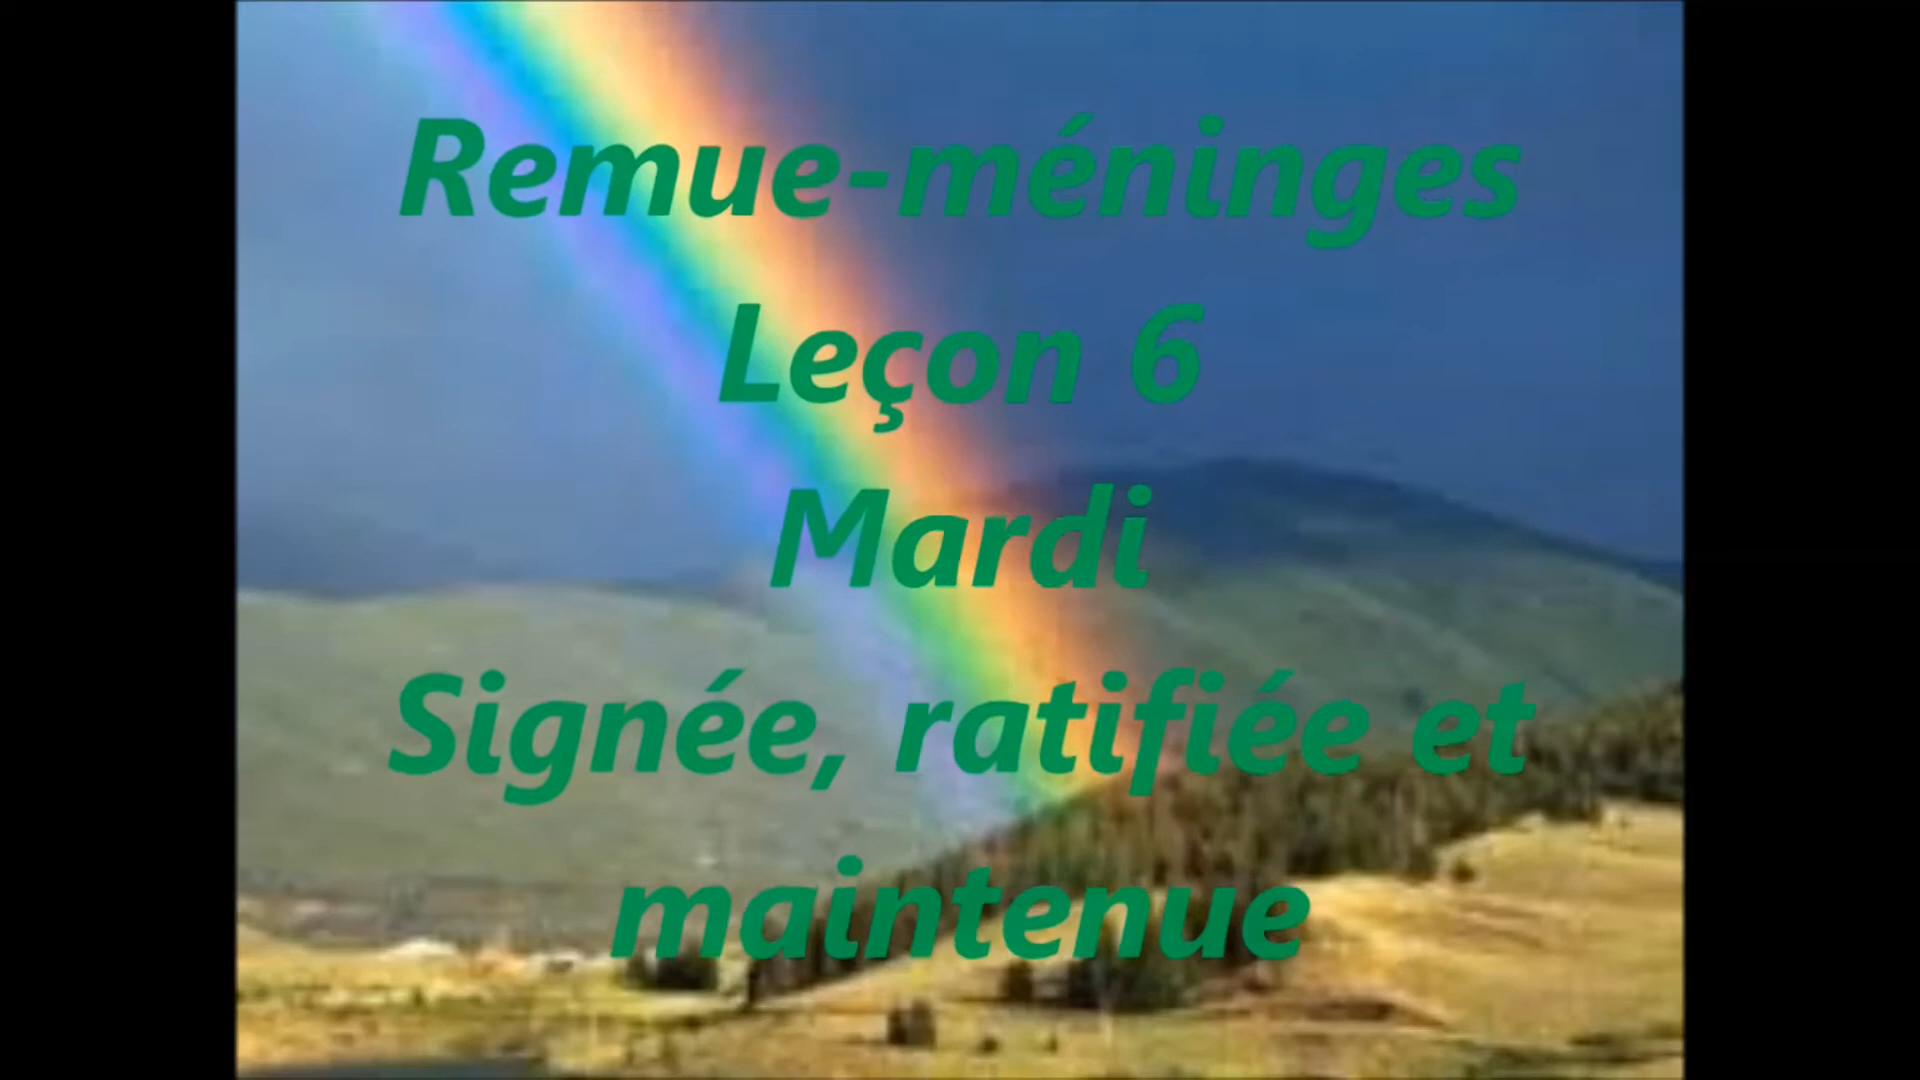 Remue-méninges
Leçon 6
Mardi
Signée, ratifiée et
maintenue